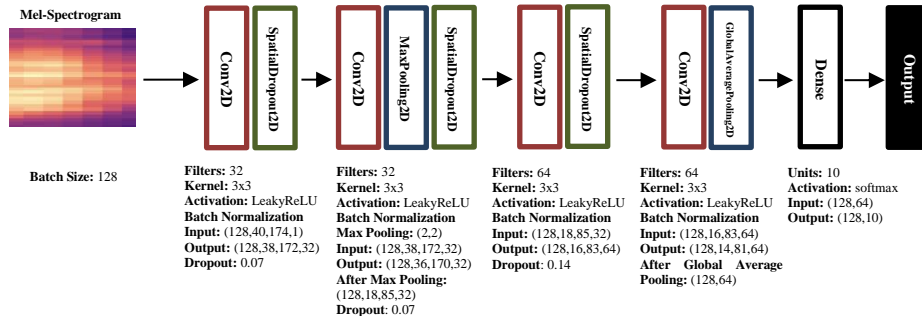 Mel-Spectrogram
Conv2D
SpatialDropout2D
Conv2D
MaxPooling2D
SpatialDropout2D
Conv2D
SpatialDropout2D
Conv2D
GlobalAveragePooling2D
Dense
Output
Batch Size: 128
Filters: 32
Kernel: 3x3
Activation: LeakyReLU
Batch Normalization
Input: (128,40,174,1)
Output: (128,38,172,32)
Dropout: 0.07
Filters: 32
Kernel: 3x3
Activation: LeakyReLU
Batch Normalization
Max Pooling: (2,2)
Input: (128,38,172,32)
Output: (128,36,170,32)
After Max Pooling:
(128,18,85,32)
Dropout: 0.07
Filters: 64
Kernel: 3x3
Activation: LeakyReLU
Batch Normalization
Input: (128,18,85,32)
Output: (128,16,83,64)
Dropout: 0.14
Filters: 64
Kernel: 3x3
Activation: LeakyReLU
Batch Normalization
Input: (128,16,83,64)
Output: (128,14,81,64)
After Global Average
Pooling: (128,64)
Units: 10
Activation: softmax
Input: (128,64)
Output: (128,10)